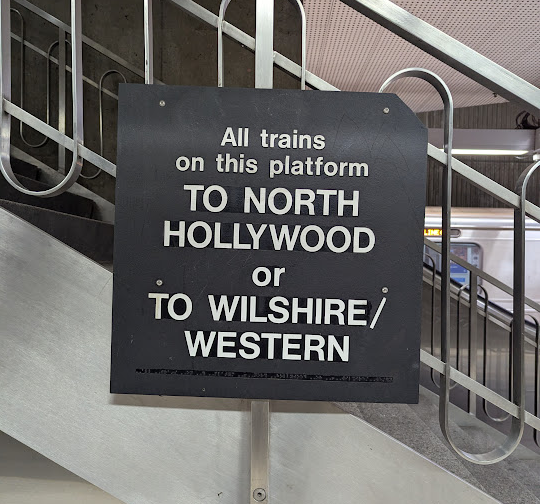 All trains
on this platform
TO NORTH
HOLLYWOOD
or
TO WILSHIRE/
WESTERN